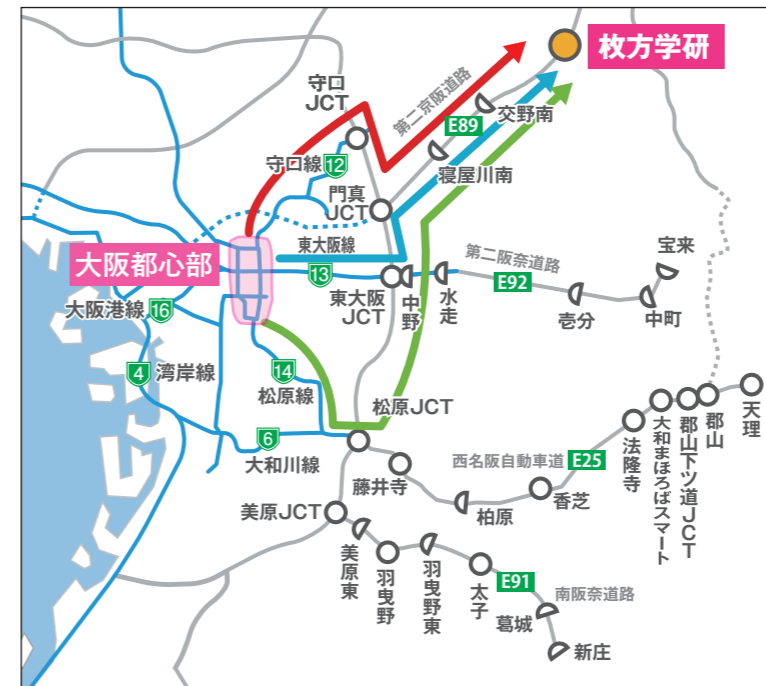 枚方学研
守口
JCT
第二京阪道路
交野南
E89
守口線
12
寝屋川南
門真
JCT
東大阪線
宝来
大阪都心部
第二阪奈道路
13
E92
東大阪
JCT
中野
水走
壱分
中町
大阪港線
16
4
湾岸線
14
松原線
松原JCT
6
大和川線
藤井寺
西名阪自動車道
E25
柏原
香芝
法隆寺
大和まほろばスマート
郡山下ツ道JCT
郡山
天理
美原JCT
美原東
羽曳野
羽曳野東
太子
E91
南阪奈道路
葛城
新庄